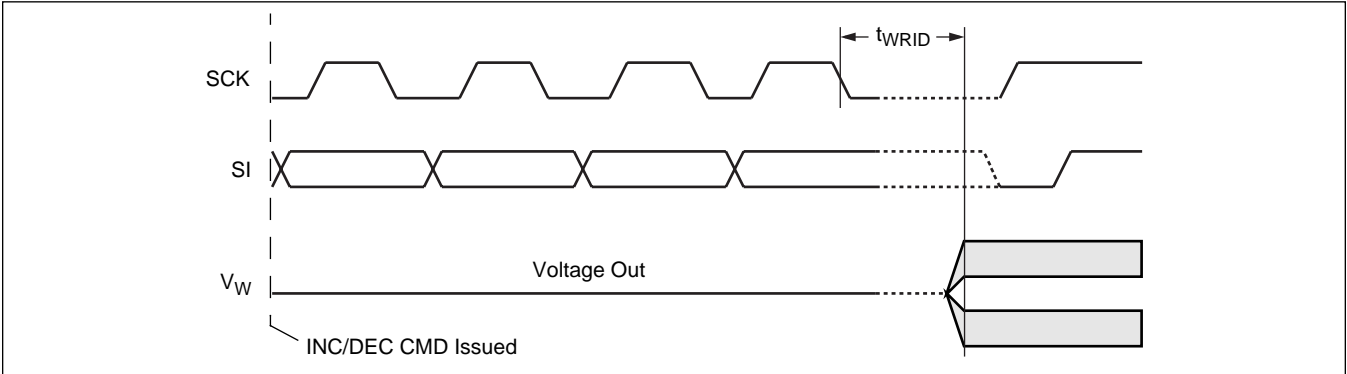 tWRID
SCK
SI
Voltage Out
VW
INC/DEC CMD Issued